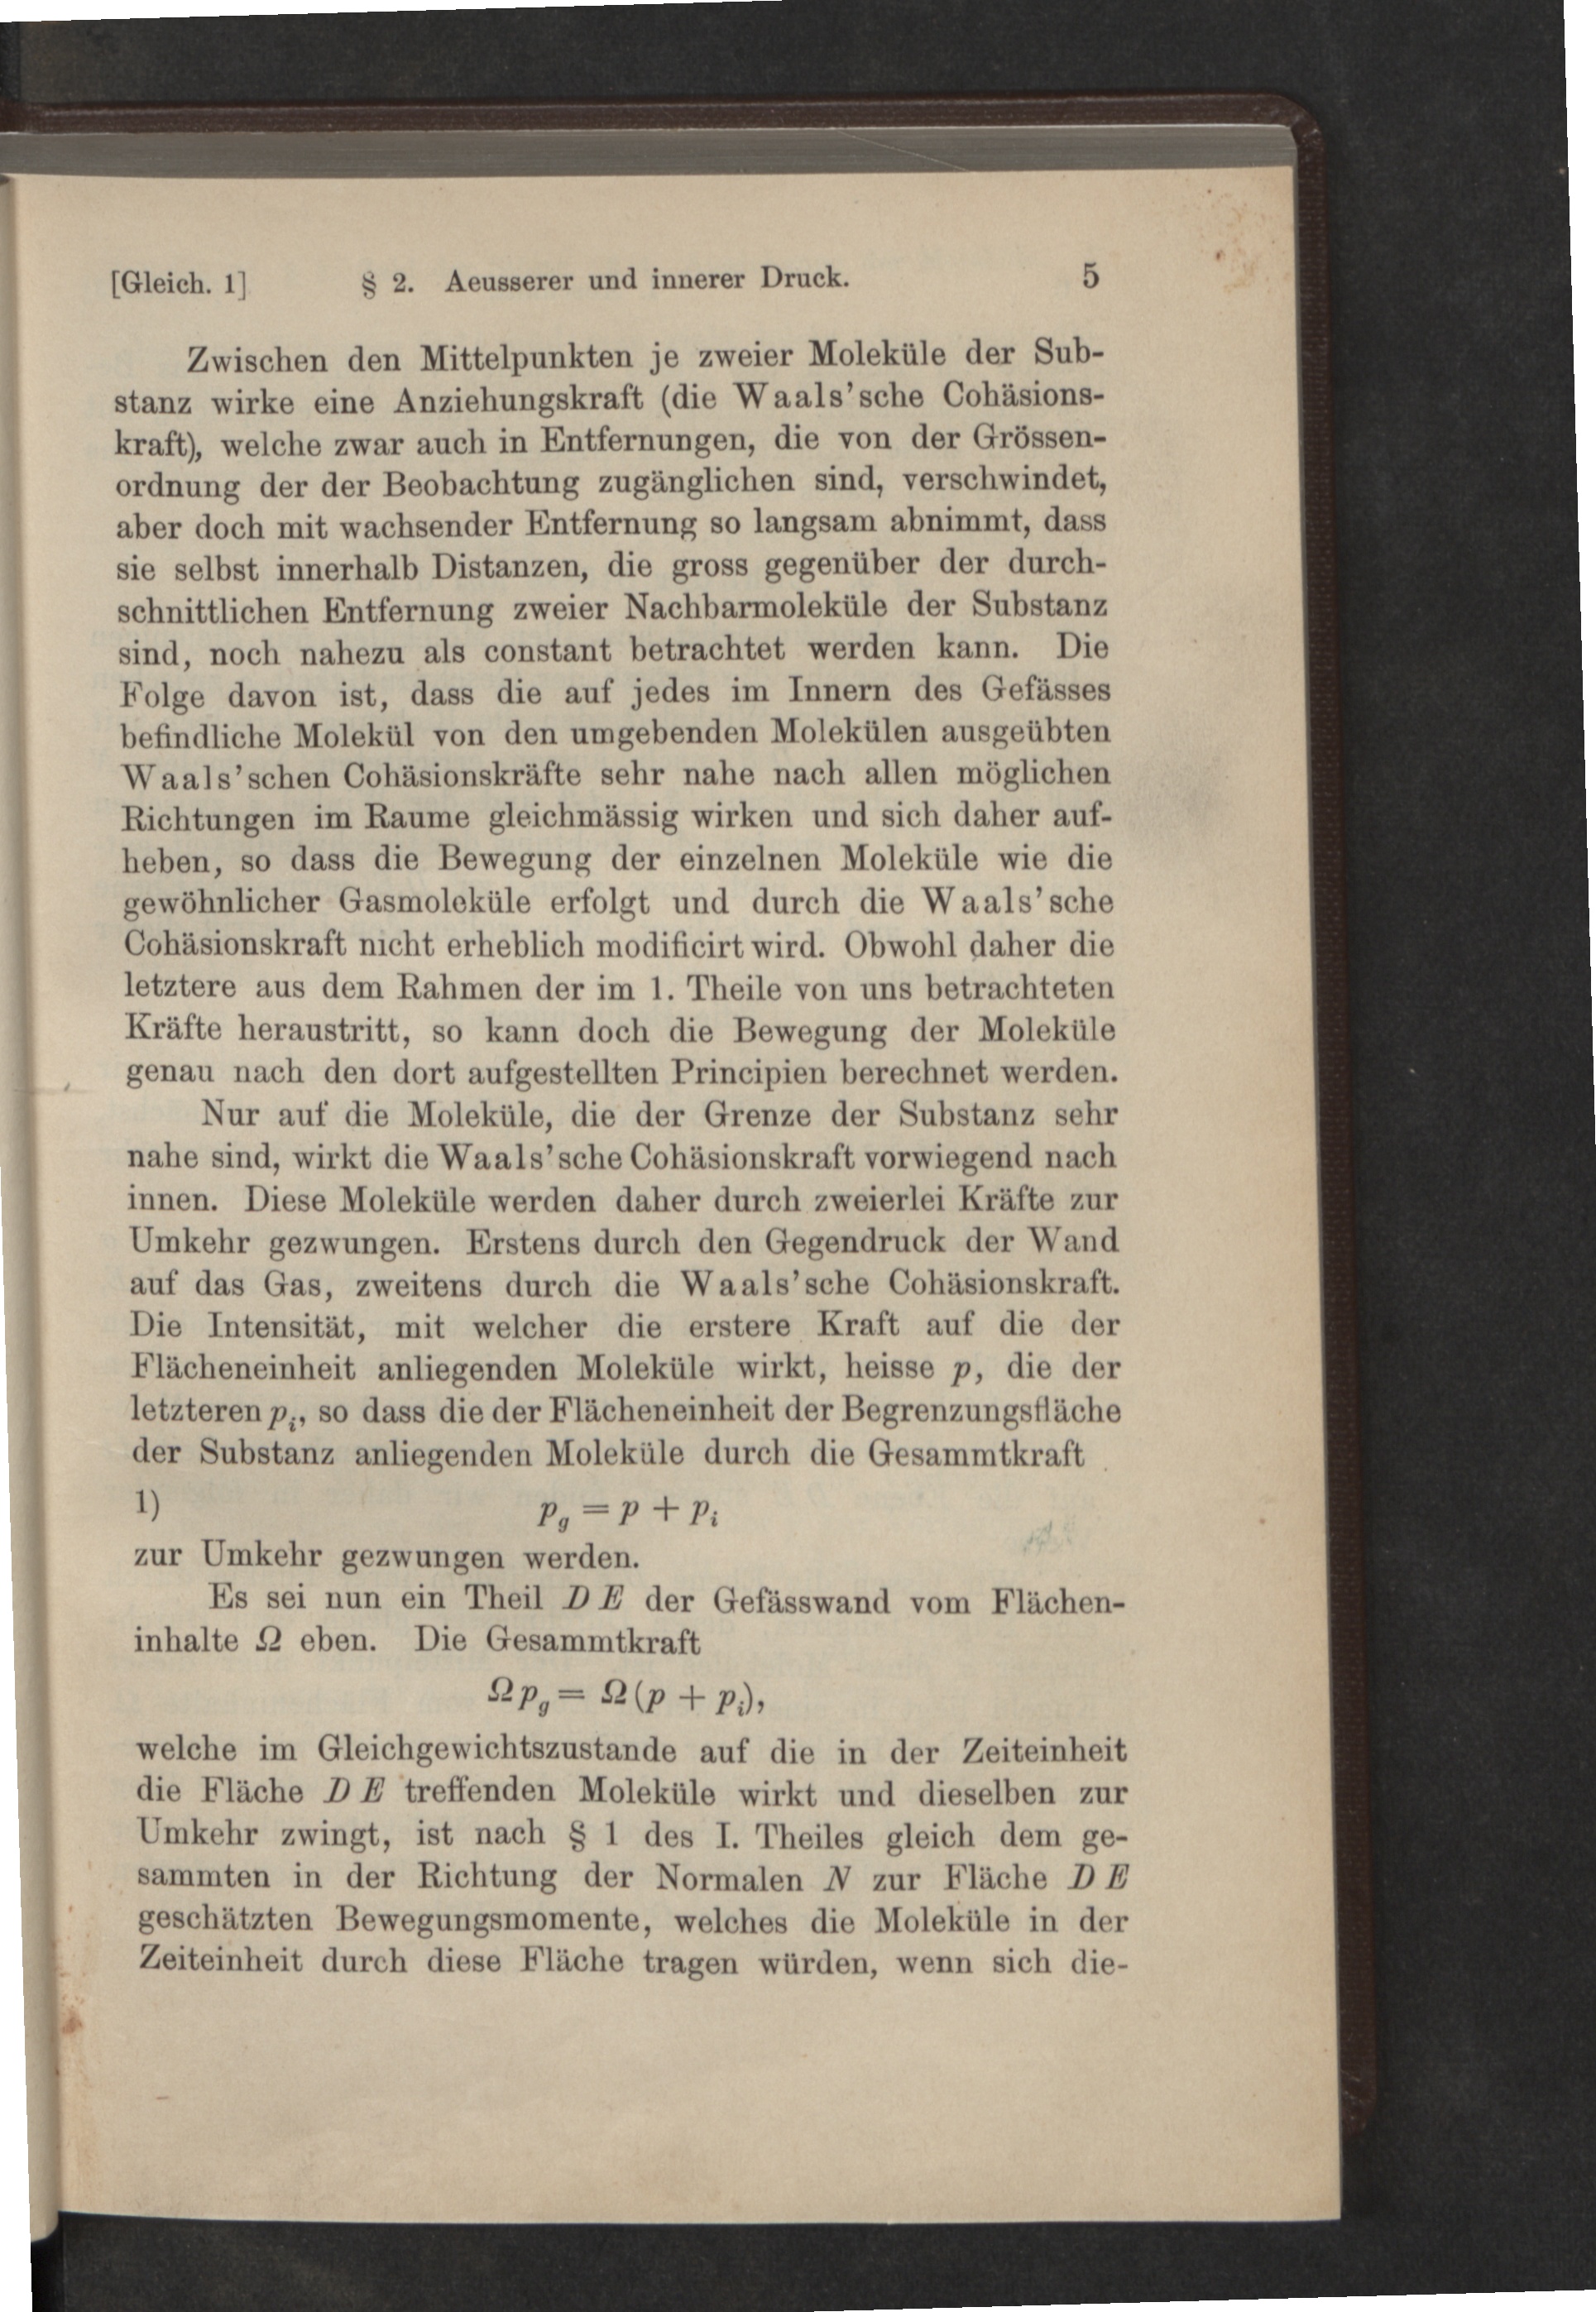 [Gleich. 1] § 2. Aeusserer und innerer Druck. 5
Zwischen den Mittelpunkten je zweier Moleküle der Sub-
stanz wirke eine Anziehungskraft (die Waals'sche Cohäsions-
kraft), welche zwar auch in Entfernungen, die von der Grössen-
ordnung der der Beobachtung zugänglichen sind, verschwindet,
aber doch mit wachsender Entfernung so langsam abnimmt, dass
sie selbst innerhalb Distanzen, die gross gegenüber der durch-
schnittlichen Entfernung zweier Nachbarmoleküle der Substanz
sind, noch nahezu als constant betrachtet werden kann. Die
Folge davon ist, dass die auf jedes im Innern des Gefässes
befindliche Molekül von den umgebenden Molekülen ausgeübten
Waals'schen Cohäsionskräfte sehr nahe nach allen möglichen
Richtungen im Raume gleichmässig wirken und sich daher auf-
heben, so dass die Bewegung der einzelnen Moleküle wie die
gewöhnlicher Gasmoleküle erfolgt und durch die Waals'sche
Cohäsionskraft nicht erheblich modificirt wird. Obwohl daher die
letztere aus dem Rahmen der im 1. Theile von uns betrachteten
Kräfte heraustritt, so kann doch die Bewegung der Moleküle
genau nach den dort aufgestellten Principien berechnet werden.
Nur auf die Moleküle, die der Grenze der Substanz sehr
nahe sind, wirkt die Waals'sche Cohäsionskraft vorwiegend nach
innen. Diese Moleküle werden daher durch zweierlei Kräfte zur
Umkehr gezwungen. Erstens durch den Gegendruck der Wand
auf das Gas, zweitens durch die Waals'sche Cohäsionskraft.
Die Intensität, mit welcher die erstere Kraft auf die der
Flächeneinheit anliegenden Moleküle wirkt, heisse p, die der
letzteren p_i, so dass die der Flächeneinheit der Begrenzungsfläche
der Substanz anliegenden Moleküle durch die Gesammtkraft
1) p_g = p + p_i
zur Umkehr gezwungen werden.
Es sei nun ein Theil D E der Gefässwand vom Flächen-
inhalte Ω eben. Die Gesammtkraft
Ω p_g = Ω (p + p_i),
welche im Gleichgewichtszustande auf die in der Zeiteinheit
die Fläche D E treffenden Moleküle wirkt und dieselben zur
Umkehr zwingt, ist nach § 1 des I. Theiles gleich dem ge-
sammten in der Richtung der Normalen N zur Fläche D E
geschätzten Bewegungsmomente, welches die Moleküle in der
Zeiteinheit durch diese Fläche tragen würden, wenn sich die-